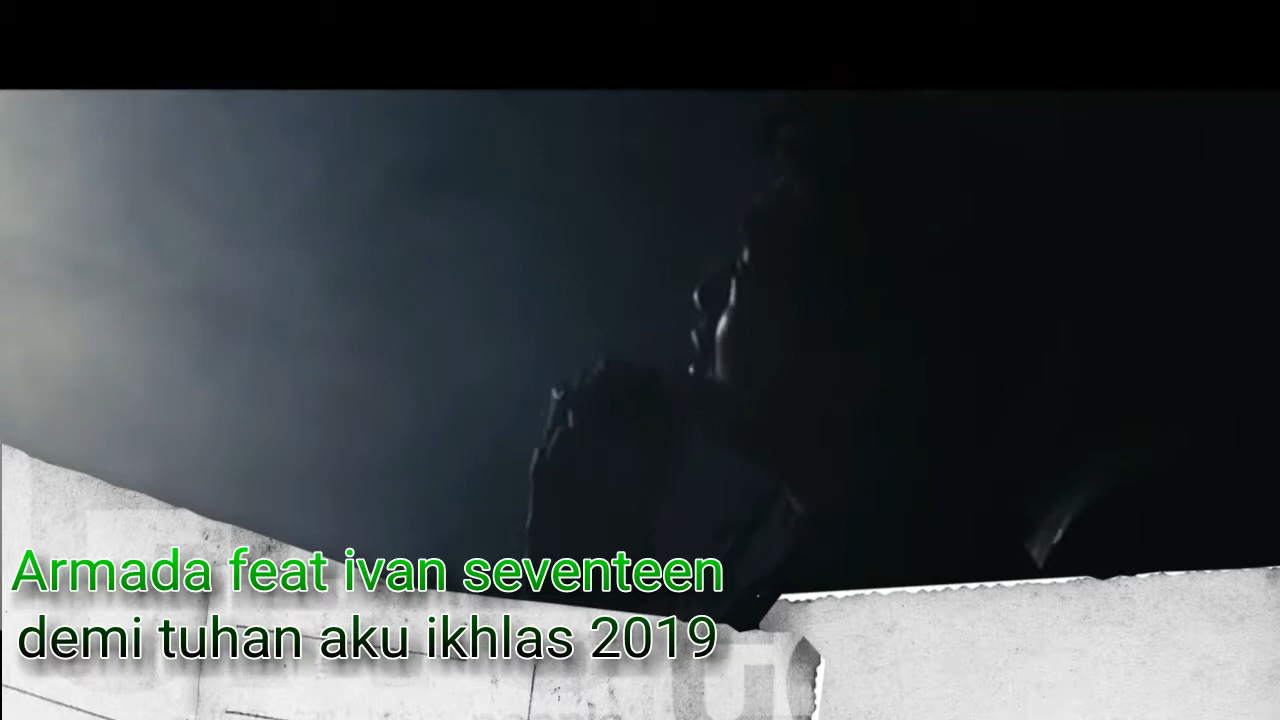 Armada feat ivan seventeen
demi tuhan aku ikhlas 2019